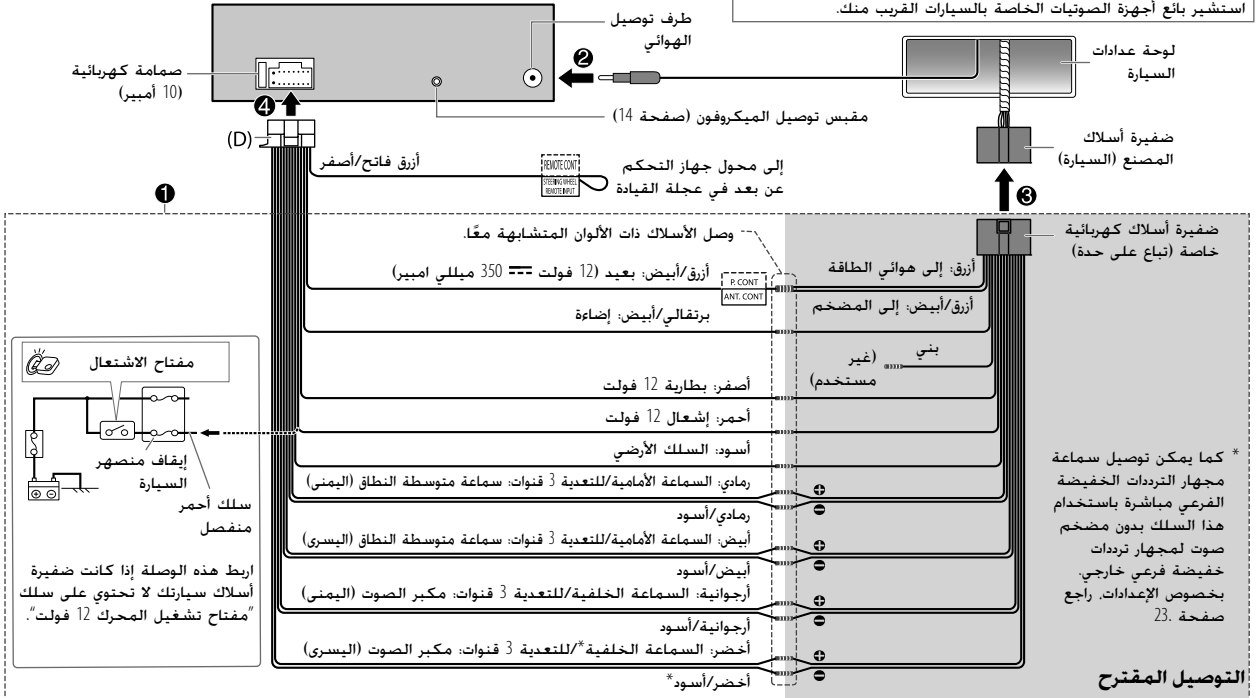 استشير بائع أجهزة الصوتيات الخاصة بالسيارات القريب منك.
طرف توصيل
الهوائي
صمامة كهربائية
(10 أمبير)
❷
❹
(D)
مقبس توصيل الميكروفون (صفحة 14)
لوحة عدادات
السيارة
ضفيرة أسلاك
المصنع (السيارة)
❸
أزرق فاتح/أصفر
REMOTE CONT
STEERING WHEEL
REMOTE INPUT
إلى محول جهاز التحكم
عن بعد في عجلة القيادة
❶
وصل الأسلاك ذات الألوان المتشابهة معًا.
ضفيرة أسلاك كهربائية
خاصة (تباع على حدة)
أزرق/أبيض: بعيد (12 فولت ⎓ 350 ميللي امبير)
P. CONT
ANT. CONT
أزرق: إلى هوائي الطاقة
أزرق/أبيض: إلى المضخم
برتقالي/أبيض: إضاءة
بني
(غير
مستخدم)
أصفر: بطارية 12 فولت
أحمر: إشعال 12 فولت
أسود: السلك الأرضي
رمادي: السماعة الأمامية/للتعدية 3 قنوات: سماعة متوسطة النطاق (اليمنى)
رمادي/أسود
أبيض: السماعة الأمامية/للتعدية 3 قنوات: سماعة متوسطة النطاق (اليسرى)
أبيض/أسود
أرجوانية: السماعة الخلفية/للتعدية 3 قنوات: مكبر الصوت (اليمنى)
أرجوانية/أسود
أخضر: السماعة الخلفية*/للتعدية 3 قنوات: مكبر الصوت (اليسرى)
أخضر/أسود*
⊕
⊖
⊕
⊖
⊕
⊖
⊕
⊖
* كما يمكن توصيل سماعة
مجهار الترددات الخفيضة
الفرعي مباشرة باستخدام
هذا السلك بدون مضخم
صوت لمجهار ترددات
خفيضة فرعي خارجي.
بخصوص الإعدادات, راجع
صفحة 23.
التوصيل المقترح
مفتاح الاشتعال
إيقاف منصهر
السيارة
سلك أحمر
منفصل
⊕ ⊖
اربط هذه الوصلة إذا كانت ضفيرة
أسلاك سيارتك لا تحتوي على سلك
"مفتاح تشغيل المحرك 12 فولت".